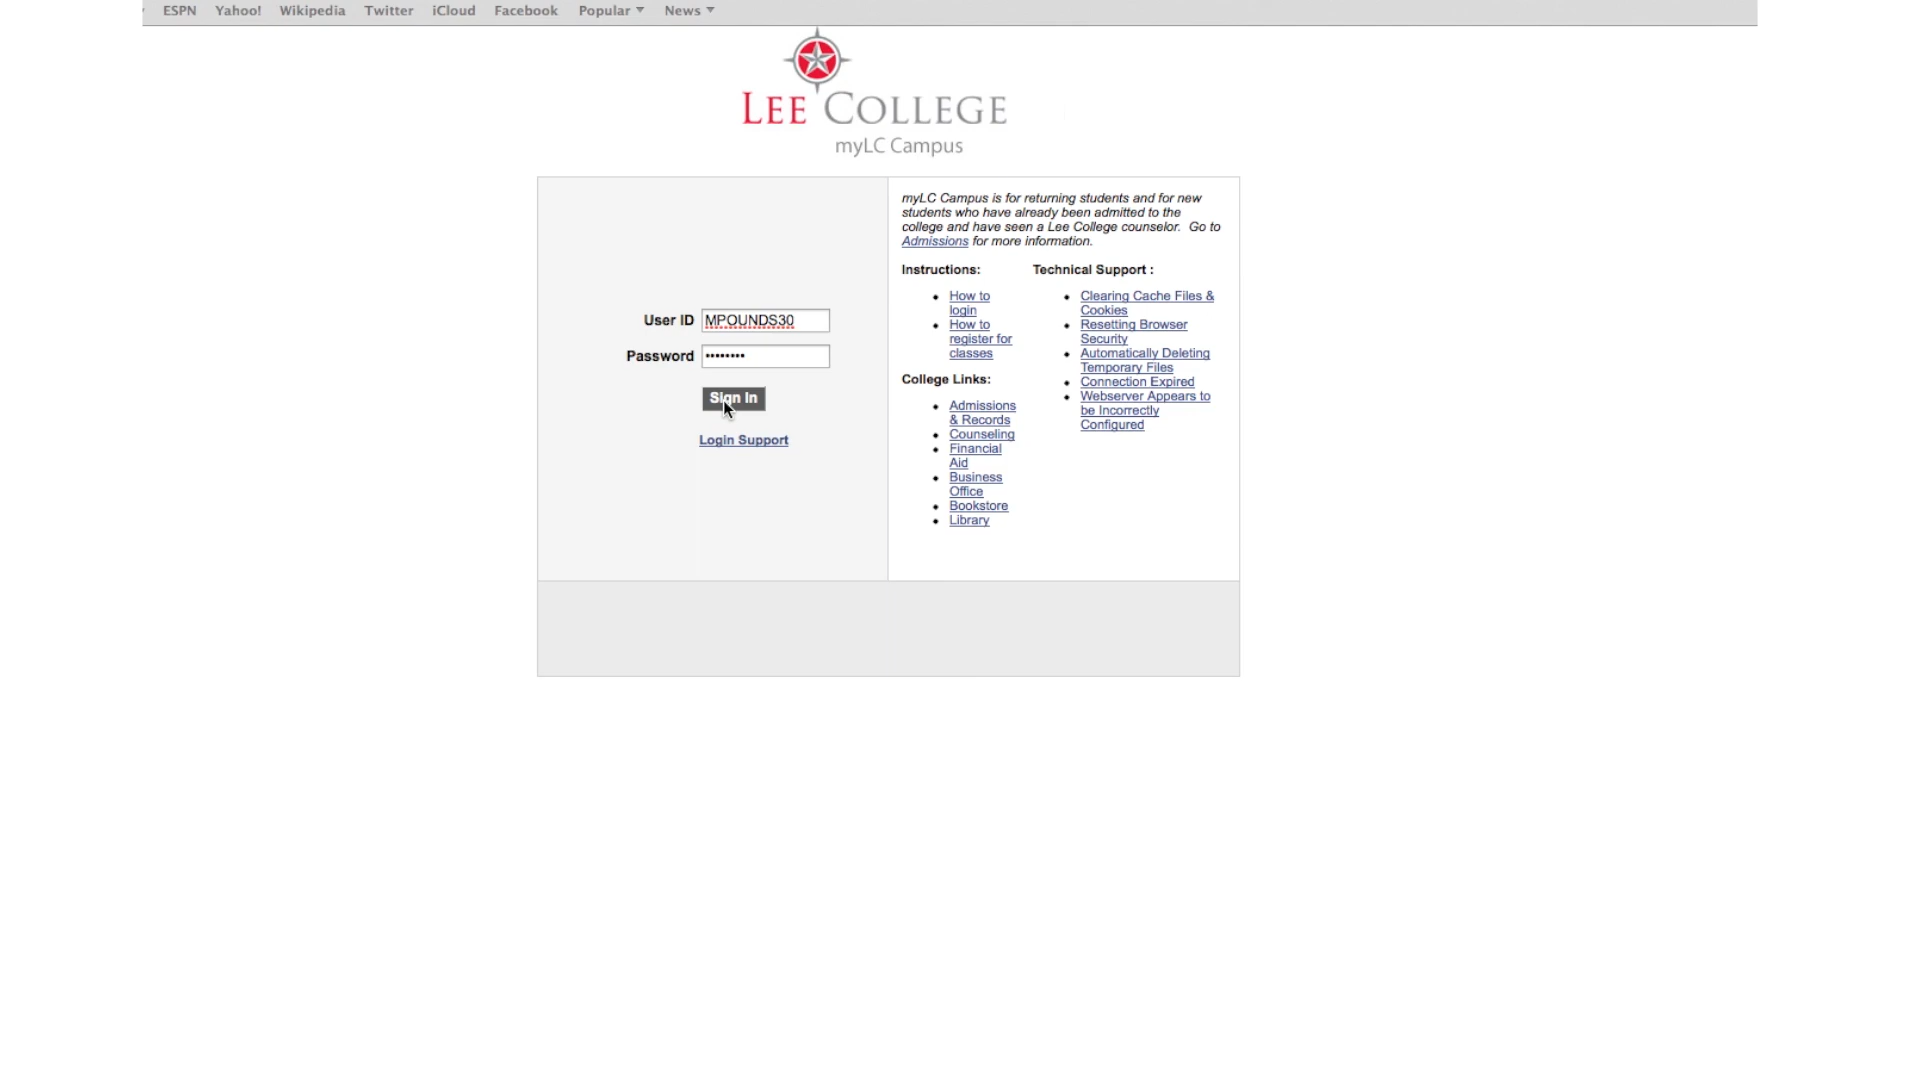 ESPN Yahoo! Wikipedia Twitter iCloud Facebook Popular News
LEE COLLEGE
myLC Campus
User ID MPOUNDS30
Password ••••••••
Sign In
Login Support
myLC Campus is for returning students and for new
students who have already been admitted to the
college and have seen a Lee College counselor. Go to
Admissions for more information.
Instructions:
How to
login
How to
register for
classes
College Links:
Admissions
& Records
Counseling
Financial
Aid
Business
Office
Bookstore
Library
Technical Support :
Clearing Cache Files &
Cookies
Resetting Browser
Security
Automatically Deleting
Temporary Files
Connection Expired
Webserver Appears to
be Incorrectly
Configured